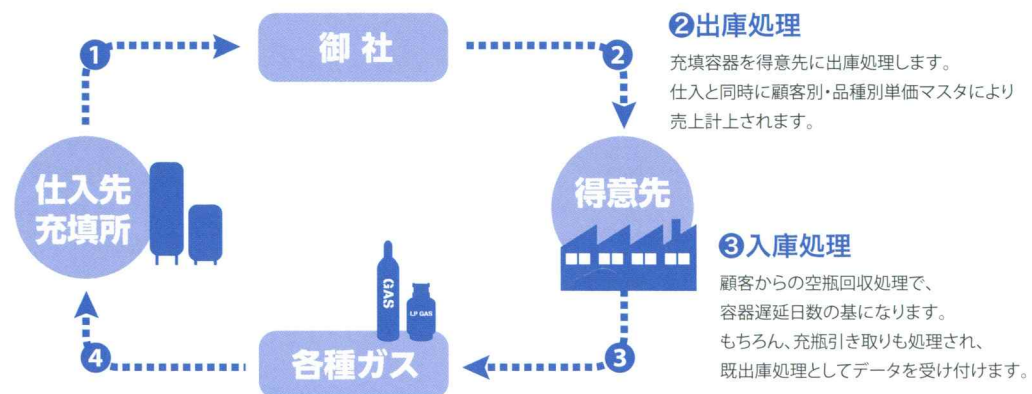 ①
御社
②
②出庫処理
充填容器を得意先に出庫処理します。
仕入と同時に顧客別・品種別単価マスタにより
売上計上されます。
仕入先
充填所
得意先
③入庫処理
顧客からの空瓶回収処理で、
容器遅延日数の基になります。
もちろん、充瓶引き取りも処理され、
既出庫処理としてデータを受け付けます。
GAS
LP GAS
④
各種ガス
③